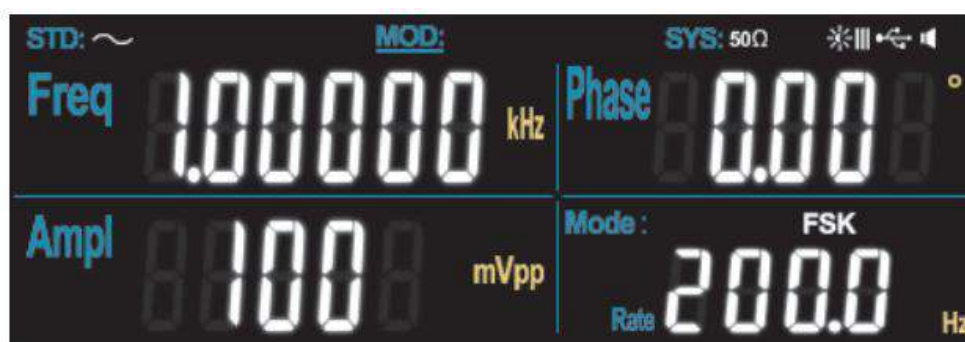 STD: MOD: SYS: 50Ω
Freq 1.00000 kHz
Phase 0.00 °
Ampl 100 mVpp
Mode : FSK
Rate 200.0 Hz